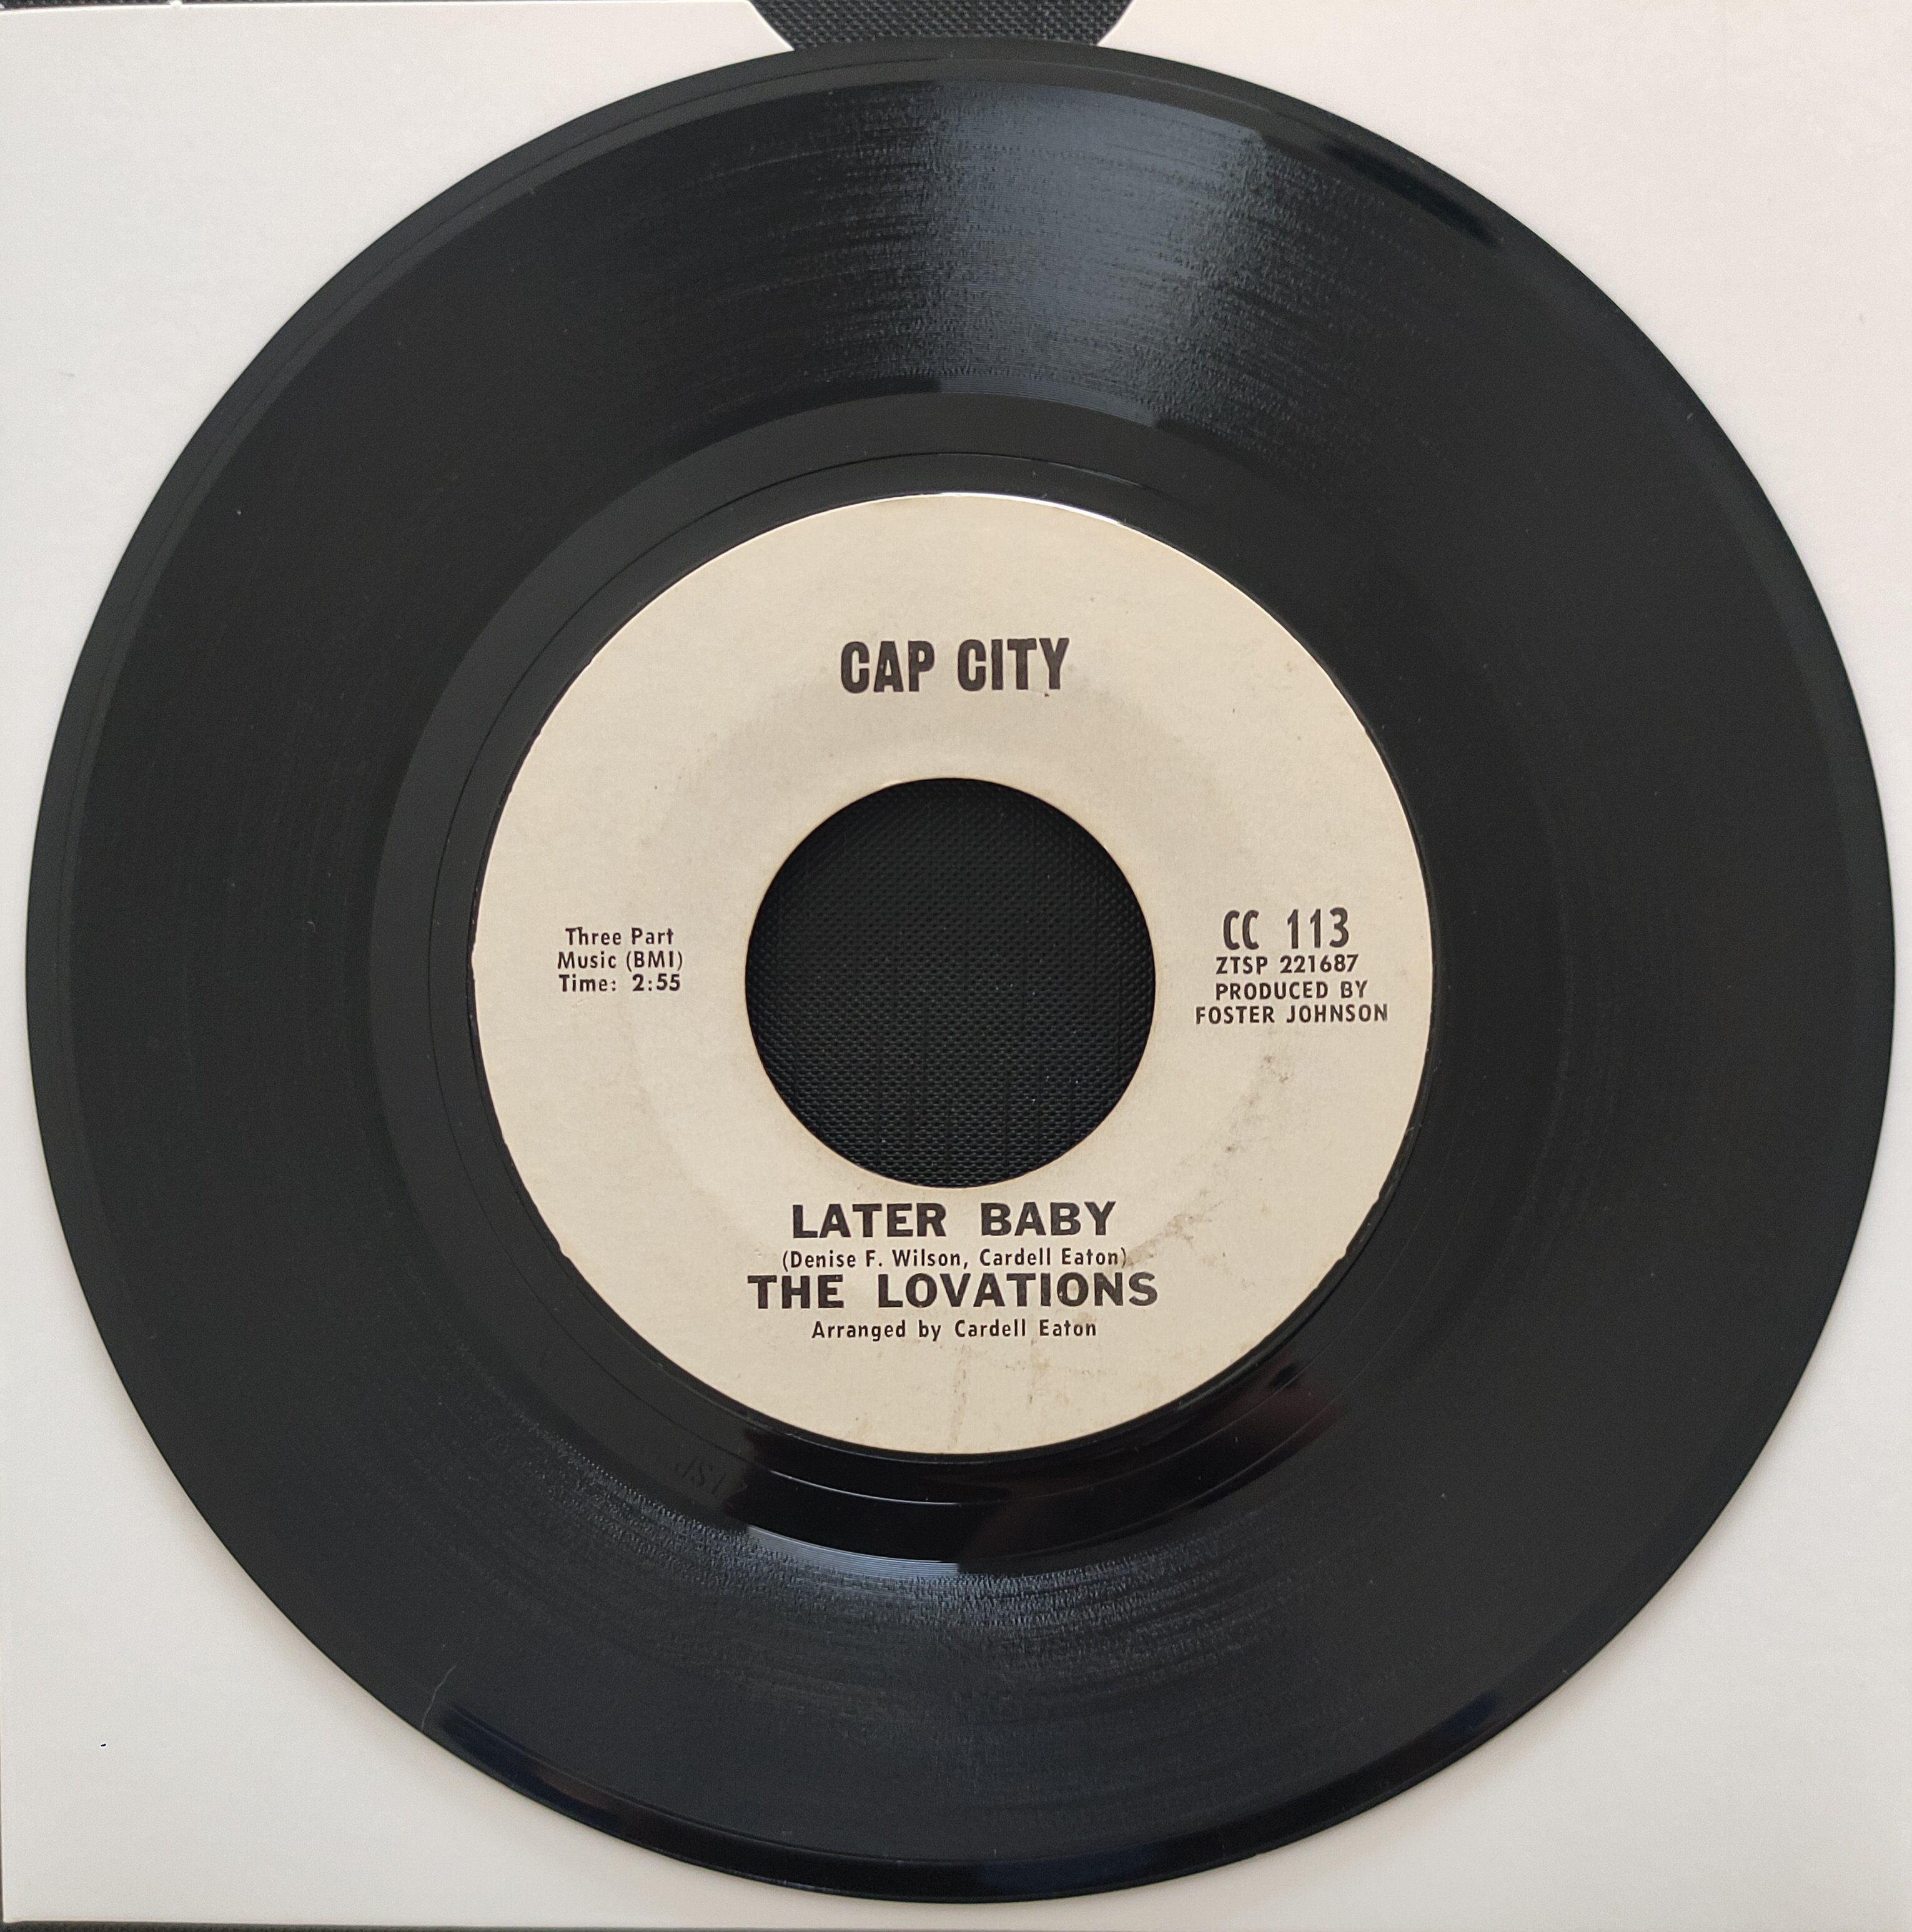 CAP CITY
Three Part
Music (BMI)
Time: 2:55
CC 113
ZTSP 221687
PRODUCED BY
FOSTER JOHNSON
LATER BABY
(Denise F. Wilson, Cardell Eaton)
THE LOVATIONS
Arranged by Cardell Eaton